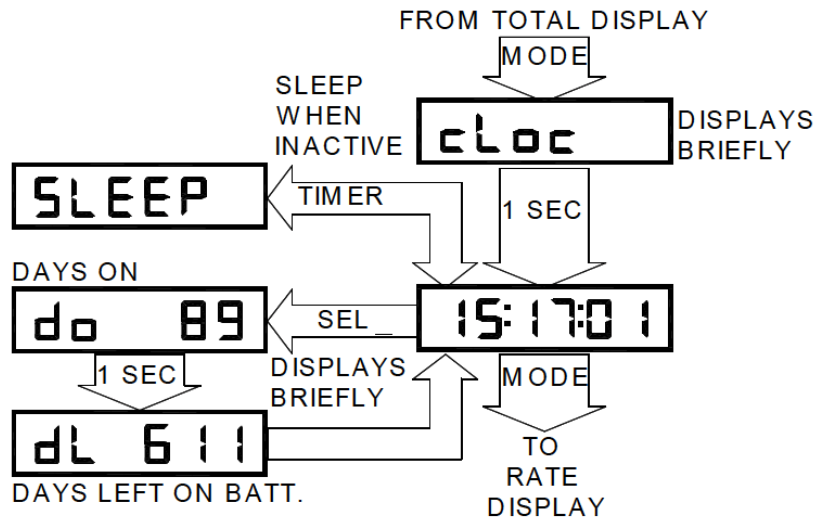 FROM TOTAL DISPLAY
MODE
SLEEP
WHEN
INACTIVE
cLoc
DISPLAYS
BRIEFLY
SLEEP
TIMER
1 SEC
DAYS ON
do 89
SEL _
15:17:01
1 SEC
DISPLAYS
BRIEFLY
MODE
dL 611
DAYS LEFT ON BATT.
TO
RATE
DISPLAY